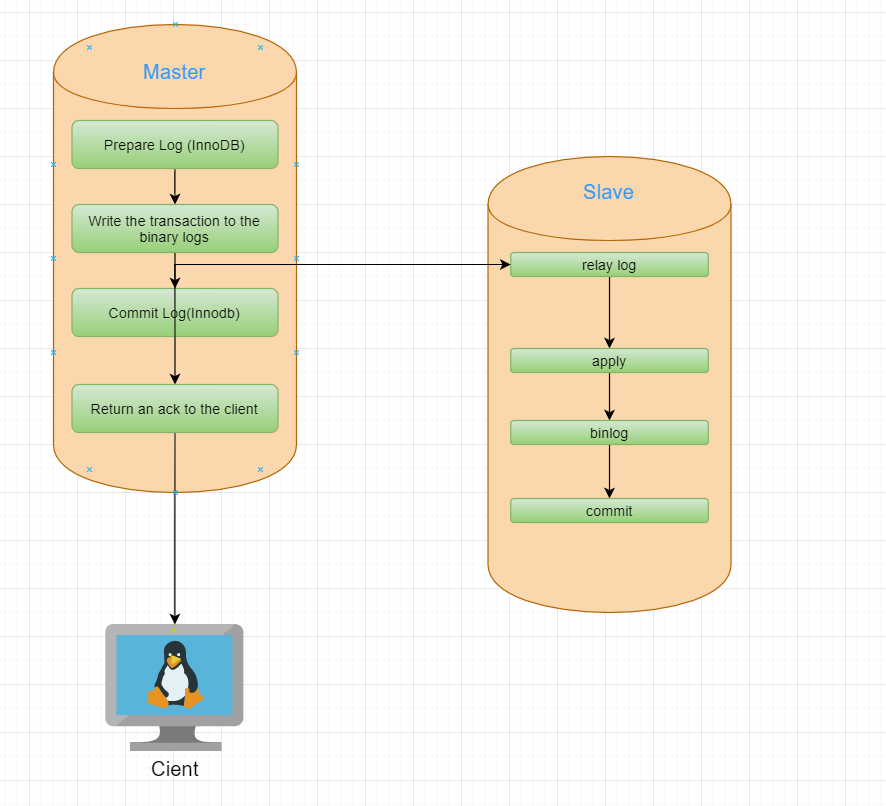 Master
Prepare Log (InnoDB)
Write the transaction to the
binary logs
Commit Log(Innodb)
Return an ack to the client
Slave
relay log
apply
binlog
commit
Cient